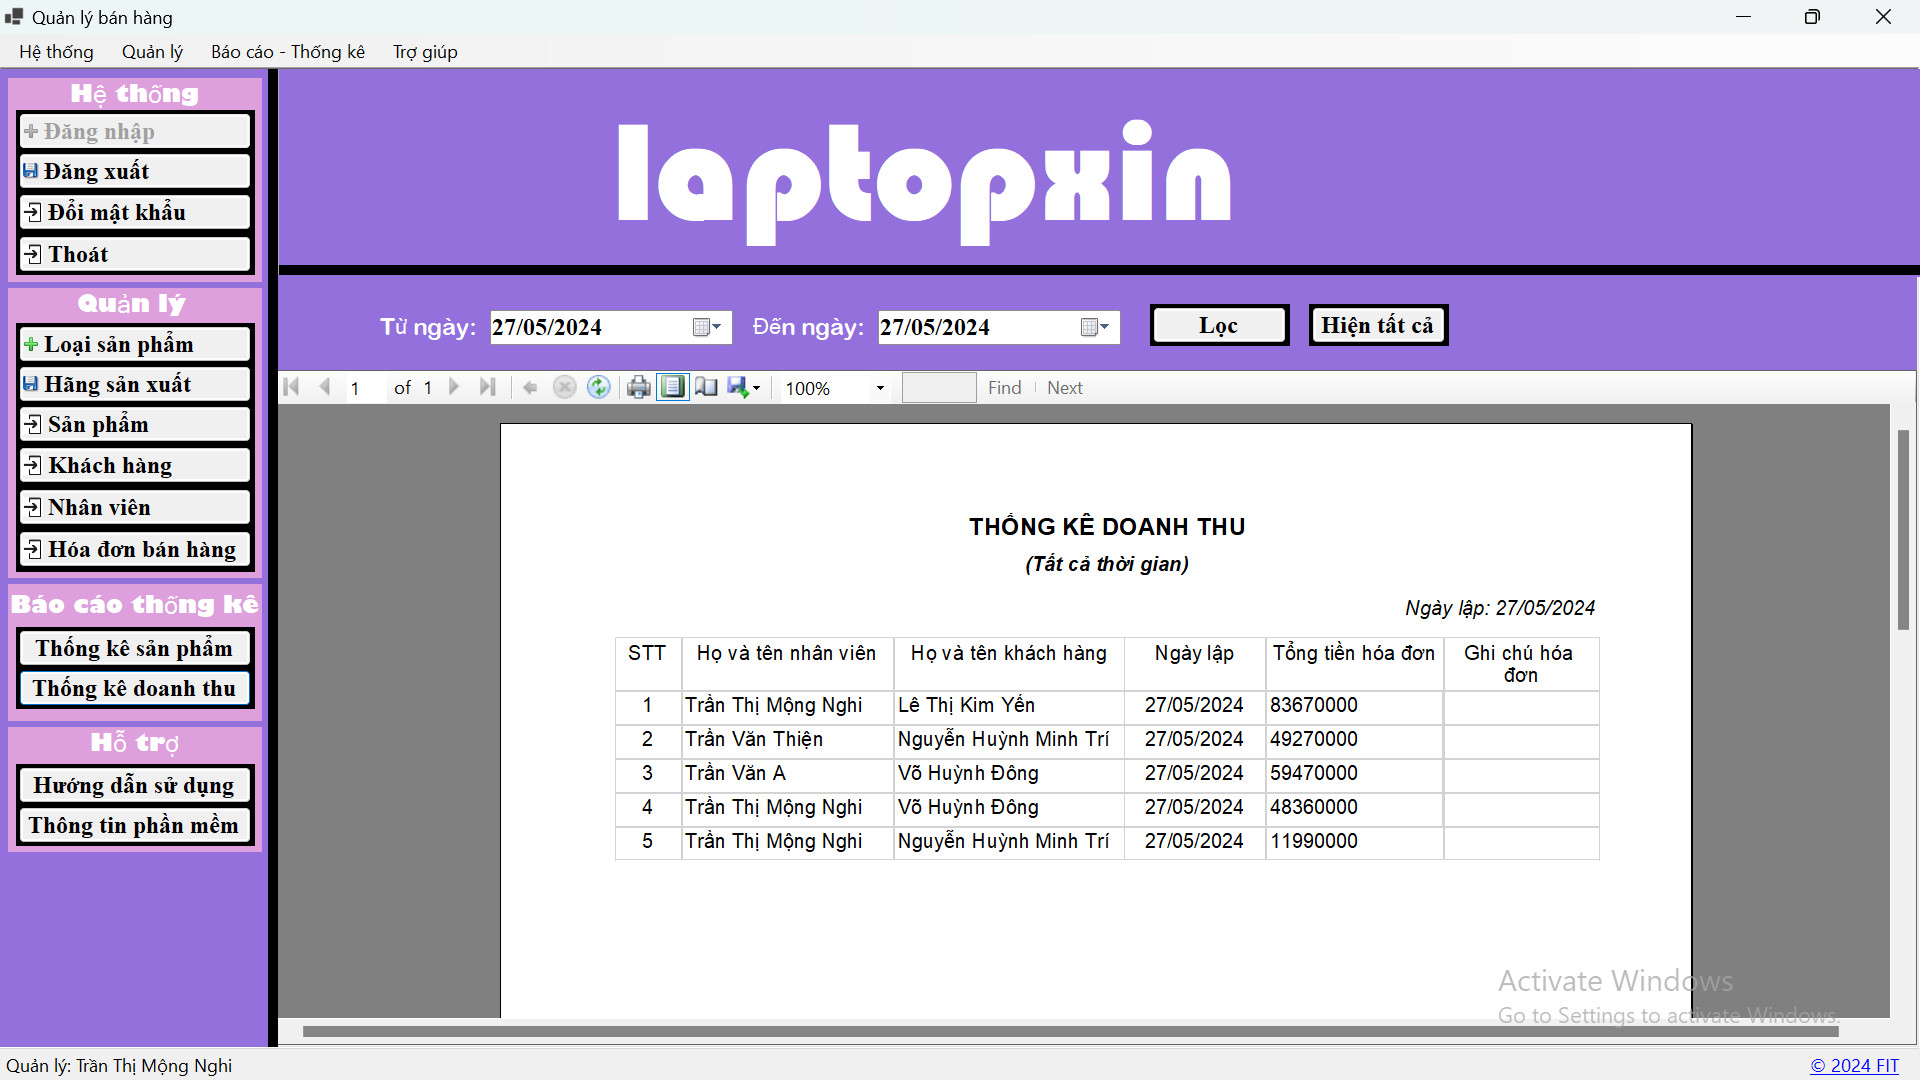 Quản lý bán hàng
Hệ thống Quản lý Báo cáo - Thống kê Trợ giúp
Hệ thống
Đăng nhập
Đăng xuất
Đổi mật khẩu
Thoát
Quản lý
Loại sản phẩm
Hãng sản xuất
Sản phẩm
Khách hàng
Nhân viên
Hóa đơn bán hàng
Báo cáo thống kê
Thống kê sản phẩm
Thống kê doanh thu
Hỗ trợ
Hướng dẫn sử dụng
Thông tin phần mềm
laptopxin
Từ ngày: 27/05/2024 Đến ngày: 27/05/2024 Lọc Hiện tất cả
1 of 1 100% Find Next
THỐNG KÊ DOANH THU
(Tất cả thời gian)
Ngày lập: 27/05/2024
STT Họ và tên nhân viên Họ và tên khách hàng Ngày lập Tổng tiền hóa đơn Ghi chú hóa
đơn
1 Trần Thị Mộng Nghi Lê Thị Kim Yến 27/05/2024 83670000
2 Trần Văn Thiện Nguyễn Huỳnh Minh Trí 27/05/2024 49270000
3 Trần Văn A Võ Huỳnh Đông 27/05/2024 59470000
4 Trần Thị Mộng Nghi Võ Huỳnh Đông 27/05/2024 48360000
5 Trần Thị Mộng Nghi Nguyễn Huỳnh Minh Trí 27/05/2024 11990000
Activate Windows
Go to Settings to activate Windows.
Quản lý: Trần Thị Mộng Nghi © 2024 FIT